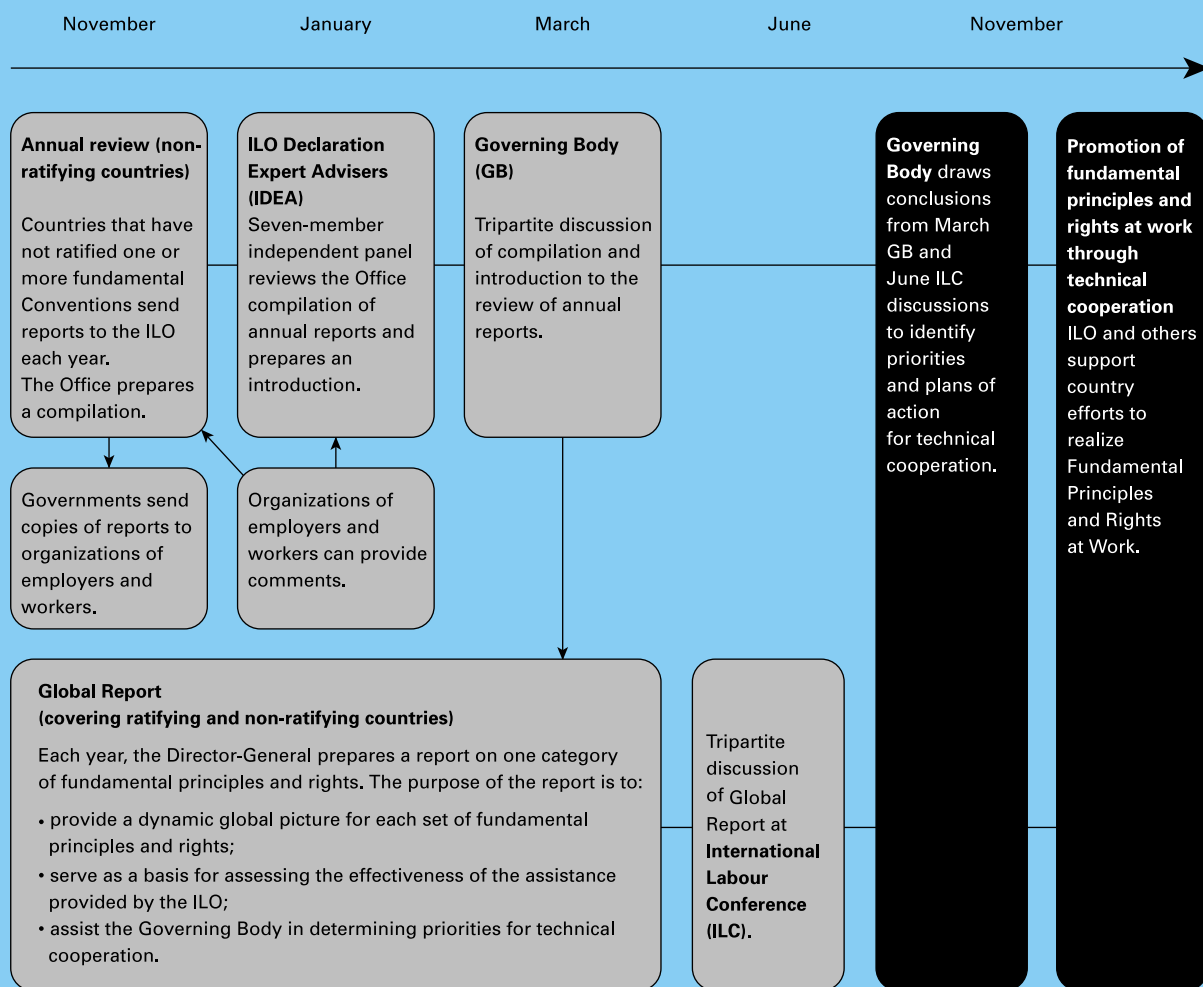 November
January
March
June
November
Annual review (non-
ratifying countries)
Countries that have
not ratified one or
more fundamental
Conventions send
reports to the ILO
each year.
The Office prepares
a compilation.
ILO Declaration
Expert Advisers
(IDEA)
Seven-member
independent panel
reviews the Office
compilation of
annual reports and
prepares an
introduction.
Governing Body
(GB)
Tripartite discussion
of compilation and
introduction to the
review of annual
reports.
Governing
Body draws
conclusions
from March
GB and
June ILC
discussions
to identify
priorities
and plans of
action
for technical
cooperation.
Promotion of
fundamental
principles and
rights at work
through
technical
cooperation
ILO and others
support
country
efforts to
realize
Fundamental
Principles
and Rights
at Work.
Governments send
copies of reports to
organizations of
employers and
workers.
Organizations of
employers and
workers can provide
comments.
Global Report
(covering ratifying and non-ratifying countries)
Each year, the Director-General prepares a report on one category
of fundamental principles and rights. The purpose of the report is to:
• provide a dynamic global picture for each set of fundamental
principles and rights;
• serve as a basis for assessing the effectiveness of the assistance
provided by the ILO;
• assist the Governing Body in determining priorities for technical
cooperation.
Tripartite
discussion
of Global
Report at
International
Labour
Conference
(ILC).